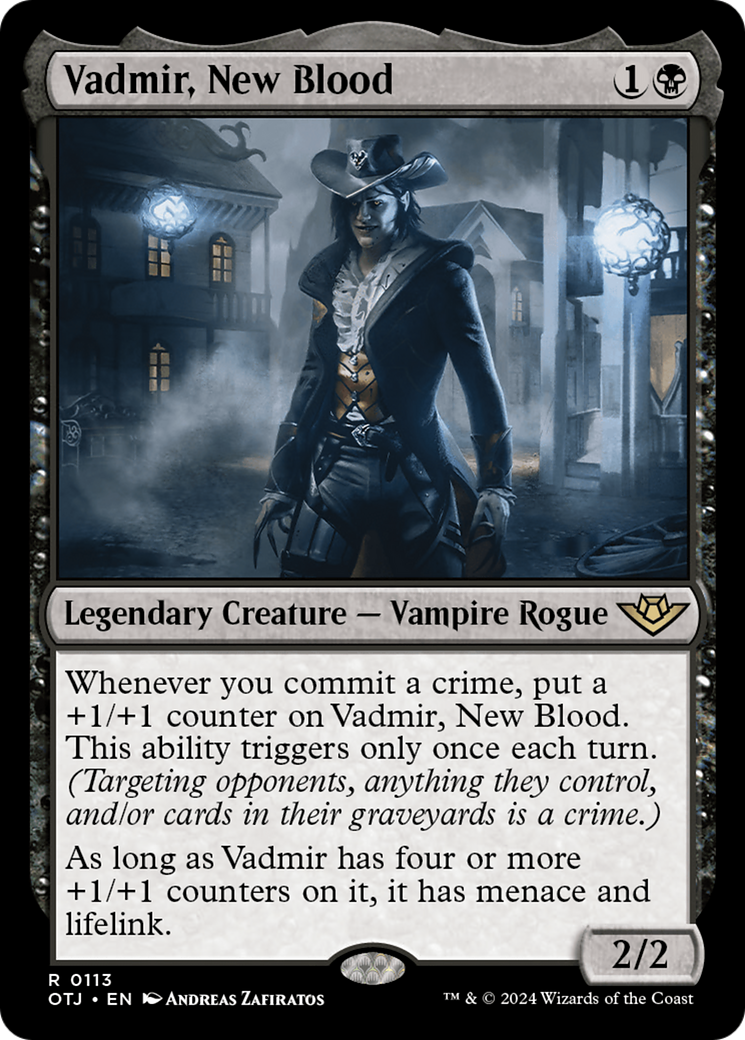 Vadmir, New Blood 1
Legendary Creature — Vampire Rogue
Whenever you commit a crime, put a
+1/+1 counter on Vadmir, New Blood.
This ability triggers only once each turn.
(Targeting opponents, anything they control,
and/or cards in their graveyards is a crime.)
As long as Vadmir has four or more
+1/+1 counters on it, it has menace and
lifelink.
2/2
R 0113
OTJ • EN Andreas Zafiratos
™ & © 2024 Wizards of the Coast